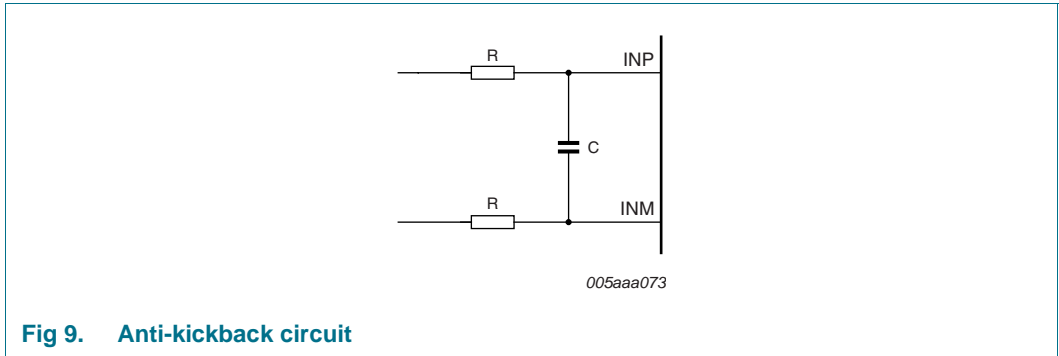 R
INP
C
R
INM
005aaa073
Fig 9. Anti-kickback circuit